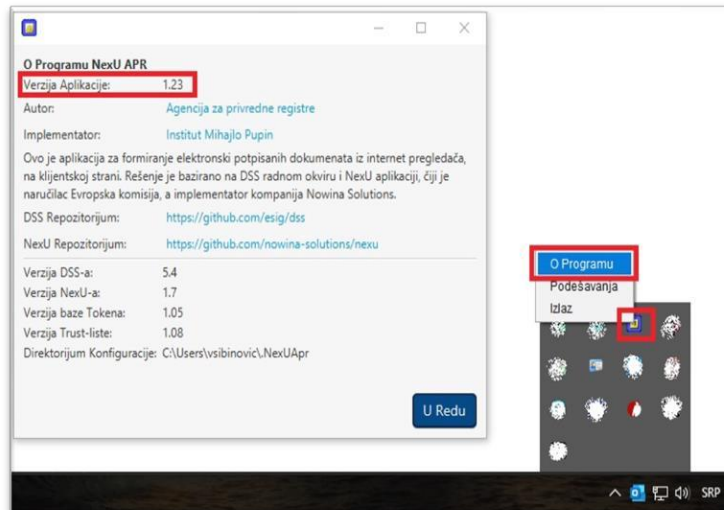 O Programu NexU APR
Verzija Aplikacije: 1.23
Autor: Agencija za privredne registre
Implementator: Institut Mihajlo Pupin
Ovo je aplikacija za formiranje elektronski potpisanih dokumenata iz internet pregledača,
na klijentskoj strani. Rešenje je bazirano na DSS radnom okviru i NexU aplikaciji, čiji je
naručilac Evropska komisija, a implementator kompanija Nowina Solutions.
DSS Repozitorijum: https://github.com/esig/dss
NexU Repozitorijum: https://github.com/nowina-solutions/nexu
Verzija DSS-a: 5.4
Verzija NexU-a: 1.7
Verzija baze Tokena: 1.05
Verzija Trust-liste: 1.08
Direktorijum Konfiguracije: C:\Users\vsibinovic\.NexUApr
U Redu
O Programu
Podešavanja
Izlaz
SRP